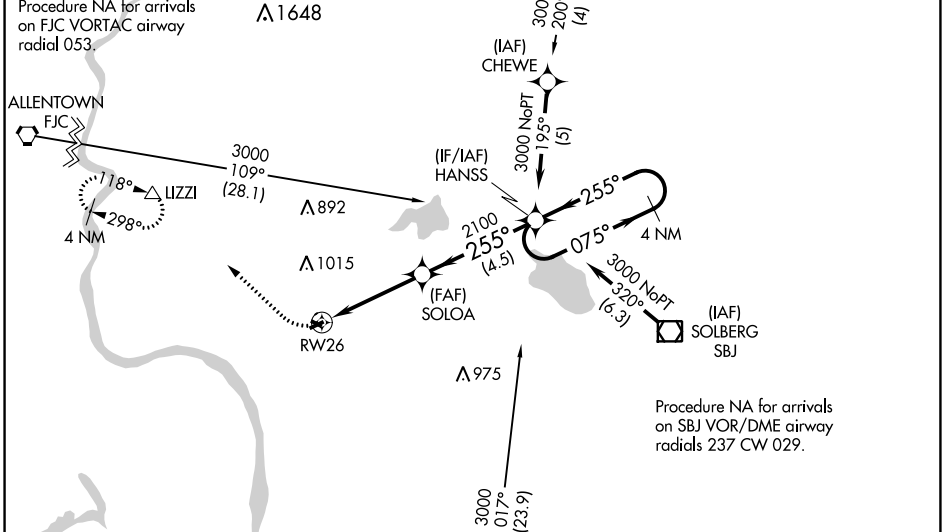 Procedure NA for arrivals
on FJC VORTAC airway
radial 053.
1648
300
200°
(4)
(IAF)
CHEWE
ALLENTOWN
FJC
3000
109°
(28.1)
3000 NoPT
195°
(5)
(IF/IAF)
HANSS
118°
LIZZI
298°
4 NM
892
255°
075°
4 NM
2100
255°
(4.5)
1015
(FAF)
SOLOA
RW26
3000 NoPT
320°
(6.3)
(IAF)
SOLBERG
SBJ
975
Procedure NA for arrivals
on SBJ VOR/DME airway
radials 237 CW 029.
3000
017°
(23.9)